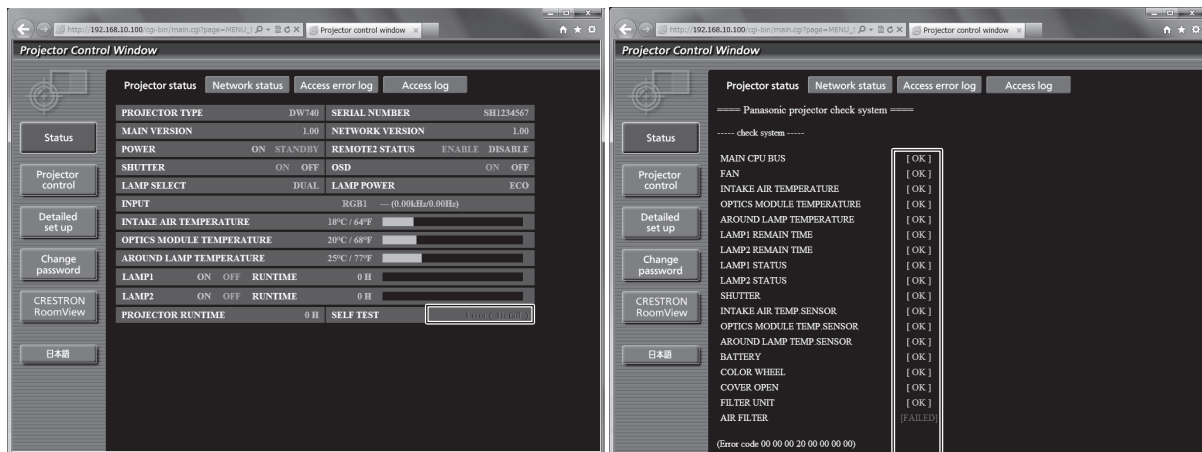 http://192.168.10.100/cgi-bin/main.cgi?page=MENU_
Projector control window
Projector Control Window
Projector status Network status Access error log Access log
Status
Projector control
Detailed set up
Change password
CRESTRON RoomView
日本語
PROJECTOR TYPE DW740 SERIAL NUMBER SH1234567
MAIN VERSION 1.00 NETWORK VERSION 1.00
POWER ON STANDBY REMOTE2 STATUS ENABLE DISABLE
SHUTTER ON OFF OSD ON OFF
LAMP SELECT DUAL LAMP POWER ECO
INPUT RGB1 --- (0.00kHz/0.00Hz)
INTAKE AIR TEMPERATURE 18°C / 64°F
OPTICS MODULE TEMPERATURE 20°C / 68°F
AROUND LAMP TEMPERATURE 25°C / 77°F
LAMP1 ON OFF RUNTIME 0 H
LAMP2 ON OFF RUNTIME 0 H
PROJECTOR RUNTIME 0 H SELF TEST Error ( Detail )
http://192.168.10.100/cgi-bin/main.cgi?page=MENU_
Projector control window
Projector Control Window
Projector status Network status Access error log Access log
Status
Projector control
Detailed set up
Change password
CRESTRON RoomView
日本語
==== Panasonic projector check system ====
----- check system -----
MAIN CPU BUS [ OK ]
FAN [ OK ]
INTAKE AIR TEMPERATURE [ OK ]
OPTICS MODULE TEMPERATURE [ OK ]
AROUND LAMP TEMPERATURE [ OK ]
LAMP1 REMAIN TIME [ OK ]
LAMP2 REMAIN TIME [ OK ]
LAMP1 STATUS [ OK ]
LAMP2 STATUS [ OK ]
SHUTTER [ OK ]
INTAKE AIR TEMP.SENSOR [ OK ]
OPTICS MODULE TEMP.SENSOR [ OK ]
AROUND LAMP TEMP.SENSOR [ OK ]
BATTERY [ OK ]
COLOR WHEEL [ OK ]
COVER OPEN [ OK ]
FILTER UNIT [ OK ]
AIR FILTER [FAILED]
(Error code 00 00 00 20 00 00 00 00)